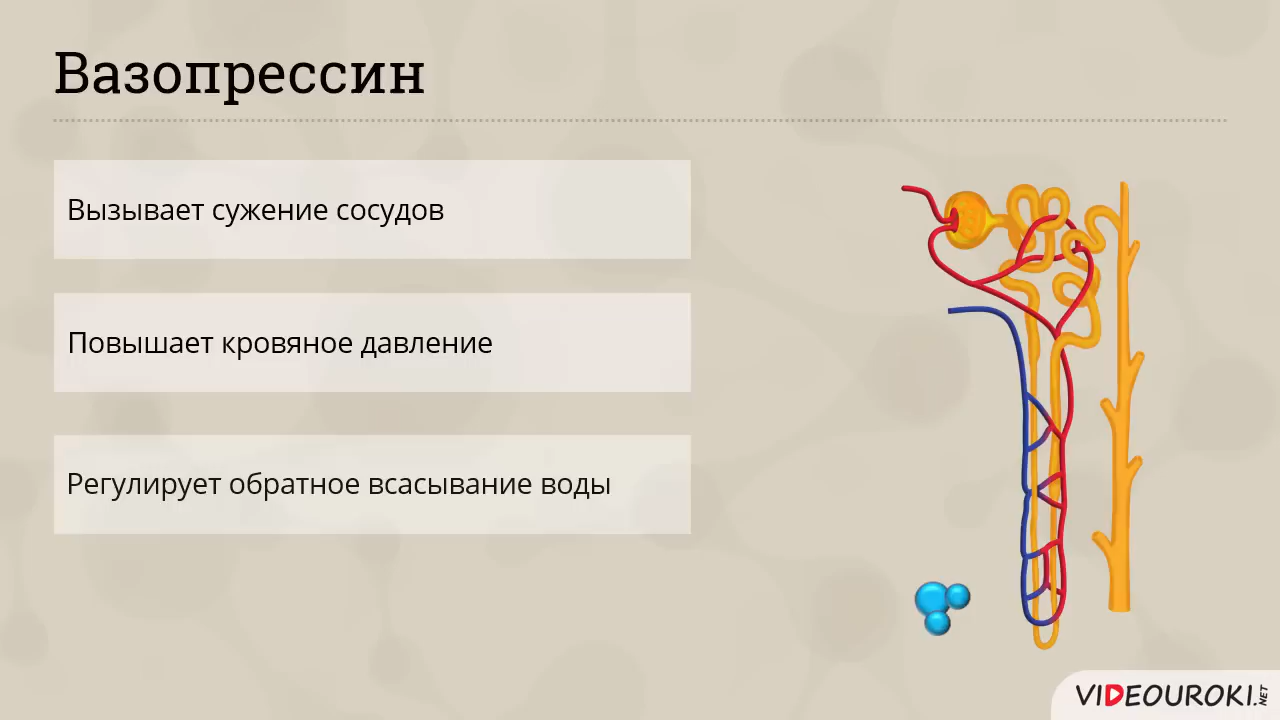 Вазопрессин
Вызывает сужение сосудов
Повышает кровяное давление
Регулирует обратное всасывание воды
VIDEOUROKI.NET